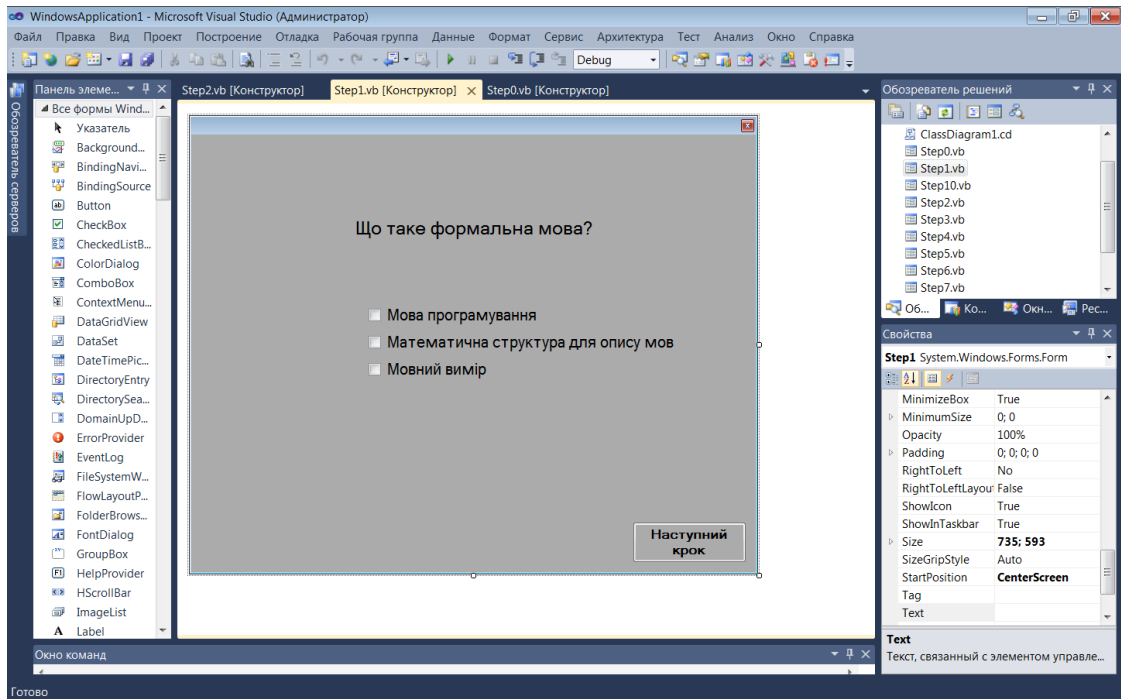 WindowsApplication1 - Microsoft Visual Studio (Администратор)
Файл Правка Вид Проект Построение Отладка Рабочая группа Данные Формат Сервис Архитектура Тест Анализ Окно Справка
Debug
Обозреватель серверов
Панель элеме...
Все формы Wind...
Указатель
Background...
BindingNavi...
BindingSource
Button
CheckBox
CheckedListB...
ColorDialog
ComboBox
ContextMenu...
DataGridView
DataSet
DateTimePic...
DirectoryEntry
DirectorySea...
DomainUpD...
ErrorProvider
EventLog
FileSystemW...
FlowLayoutP...
FolderBrows...
FontDialog
GroupBox
HelpProvider
HScrollBar
ImageList
Label
Step2.vb [Конструктор] Step1.vb [Конструктор] Step0.vb [Конструктор]
Що таке формальна мова?
Мова програмування
Математична структура для опису мов
Мовний вимір
Наступний
крок
Обозреватель решений
ClassDiagram1.cd
Step0.vb
Step1.vb
Step10.vb
Step2.vb
Step3.vb
Step4.vb
Step5.vb
Step6.vb
Step7.vb
Об... Ко... Окн... Рес...
Свойства
Step1 System.Windows.Forms.Form
MinimizeBox True
MinimumSize 0; 0
Opacity 100%
Padding 0; 0; 0; 0
RightToLeft No
RightToLeftLayou False
ShowIcon True
ShowInTaskbar True
Size 735; 593
SizeGripStyle Auto
StartPosition CenterScreen
Tag
Text
Text
Текст, связанный с элементом управле...
Окно команд
Готово